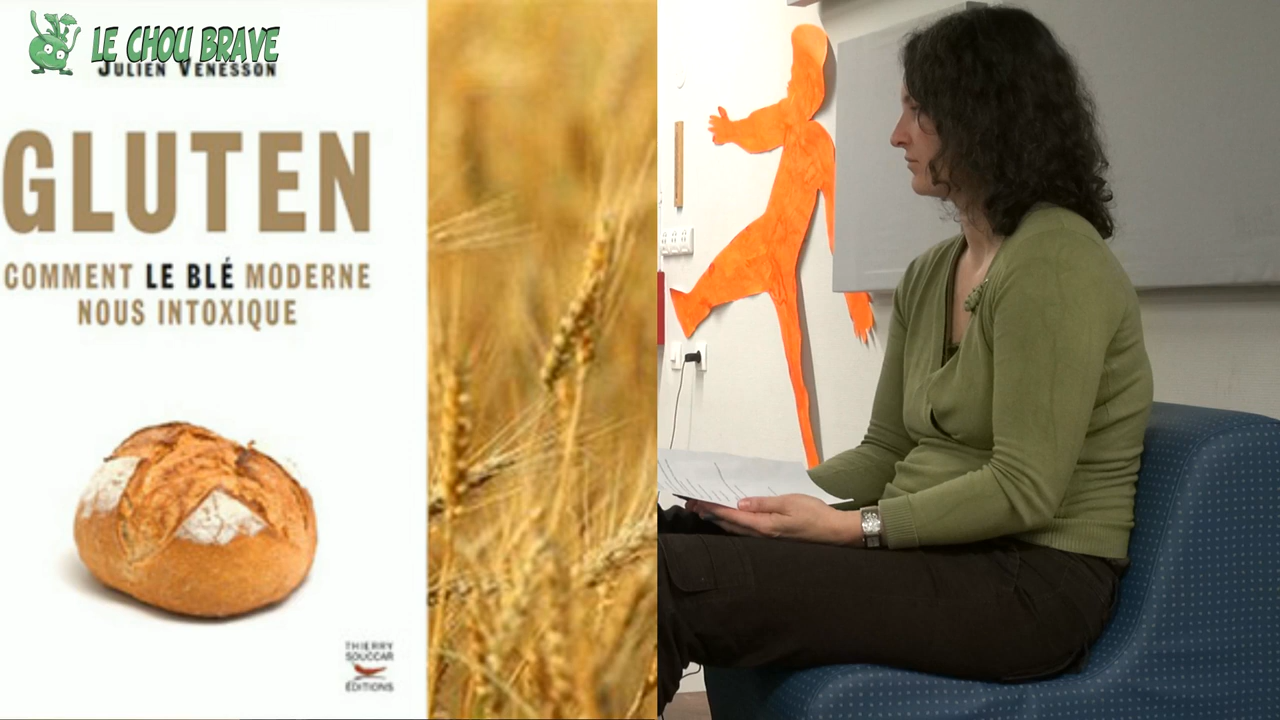 LE CHOU BRAVE
JULIEN VENESSON
GLUTEN
COMMENT LE BLÉ MODERNE
NOUS INTOXIQUE
THIERRY
SOUCCAR
ÉDITIONS